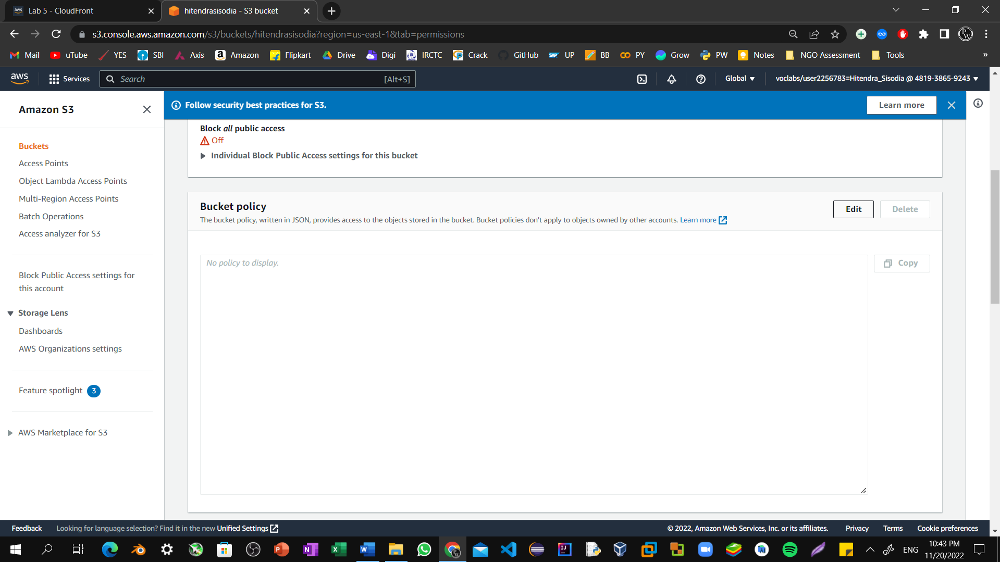 Lab 5 - CloudFront
hitendrasisodia - S3 bucket
s3.console.aws.amazon.com/s3/buckets/hitendrasisodia?region=us-east-1&tab=permissions
Mail uTube YES SBI Axis Amazon Flipkart Drive Digi IRCTC Crack GitHub UP BB PY Grow PW Notes NGO Assessment Tools »
aws Services Search [Alt+S] Global voclabs/user2256783=Hitendra_Sisodia @ 4819-3865-9243
Amazon S3
Buckets
Access Points
Object Lambda Access Points
Multi-Region Access Points
Batch Operations
Access analyzer for S3
Block Public Access settings for
this account
Storage Lens
Dashboards
AWS Organizations settings
Feature spotlight 3
AWS Marketplace for S3
Follow security best practices for S3. Learn more
Block all public access
Off
Individual Block Public Access settings for this bucket
Bucket policy
Edit Delete
The bucket policy, written in JSON, provides access to the objects stored in the bucket. Bucket policies don't apply to objects owned by other accounts. Learn more
No policy to display.
Copy
Feedback Looking for language selection? Find it in the new Unified Settings © 2022, Amazon Web Services, Inc. or its affiliates. Privacy Terms Cookie preferences
ENG
10:43 PM
11/20/2022